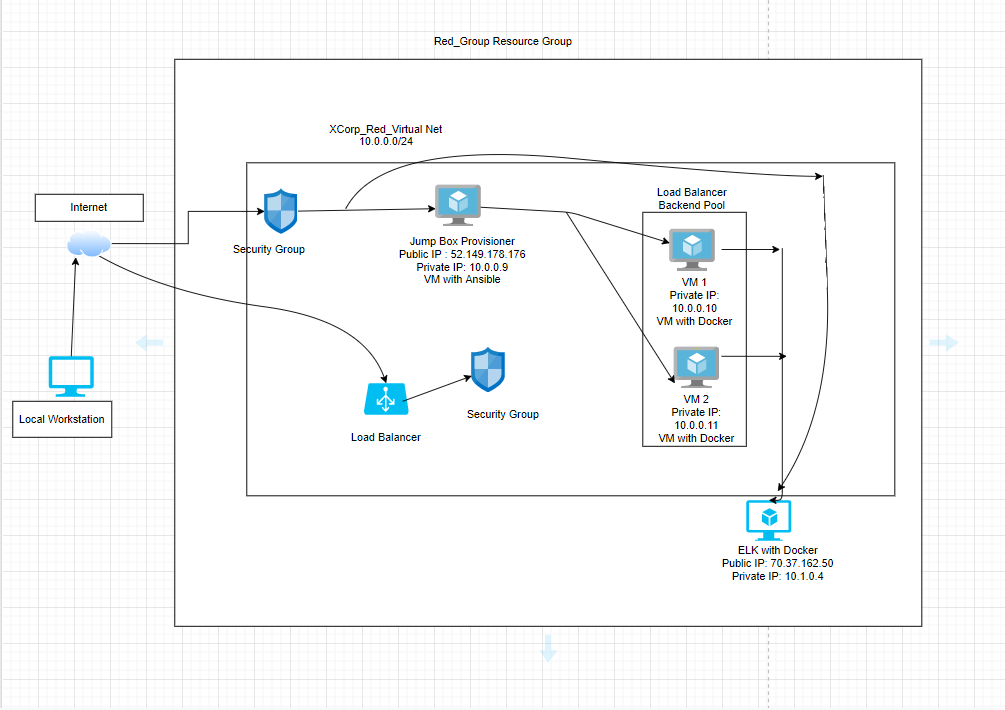 Red_Group Resource Group
XCorp_Red_Virtual Net
10.0.0.0/24
Internet
Security Group
Jump Box Provisioner
Public IP : 52.149.178.176
Private IP: 10.0.0.9
VM with Ansible
Load Balancer
Backend Pool
VM 1
Private IP:
10.0.0.10
VM with Docker
VM 2
Private IP:
10.0.0.11
VM with Docker
Local Workstation
Load Balancer
Security Group
ELK with Docker
Public IP: 70.37.162.50
Private IP: 10.1.0.4